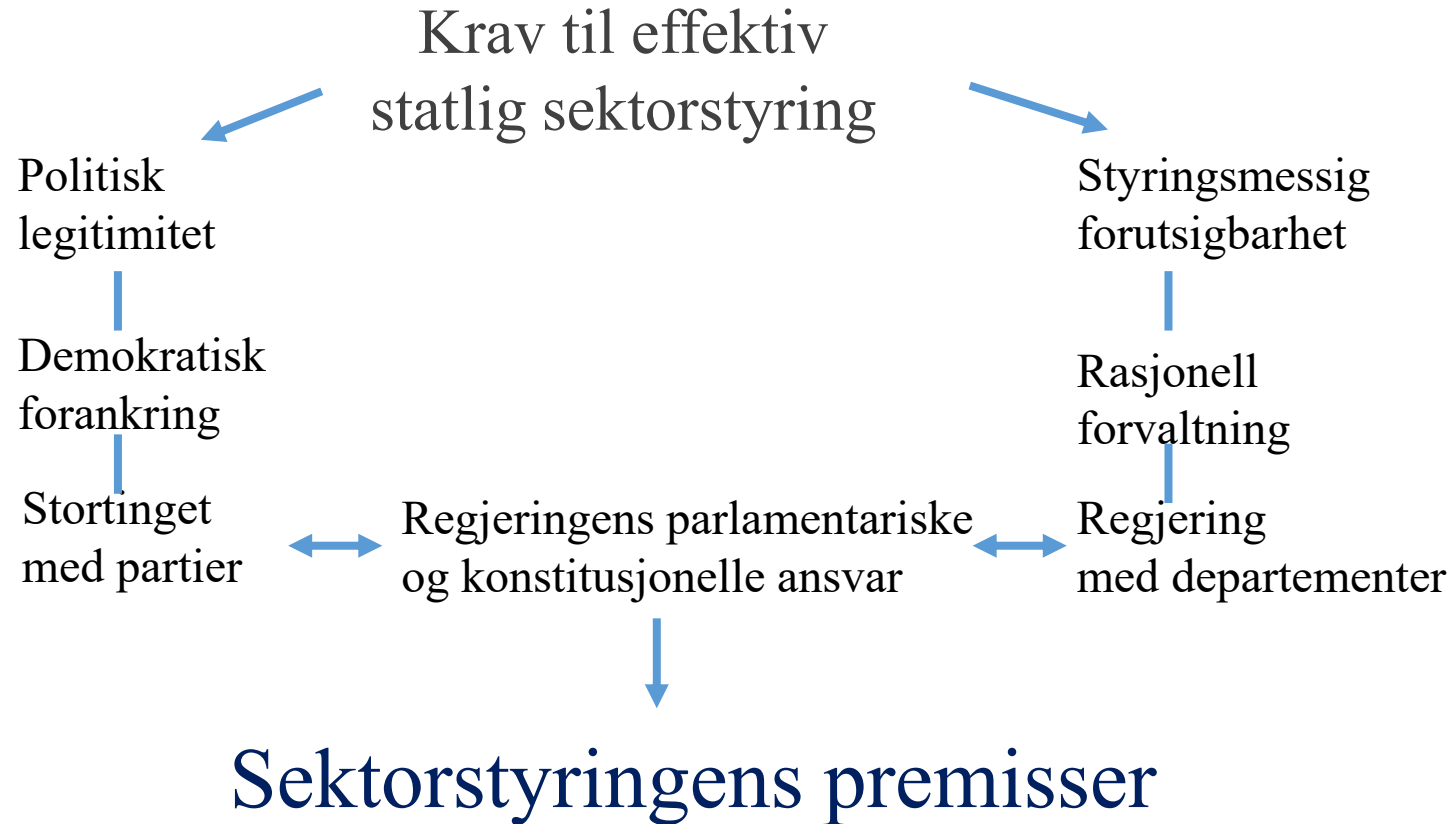 Krav til effektiv
statlig sektorstyring
Politisk
legitimitet
Styringsmessig
forutsigbarhet
Demokratisk
forankring
Rasjonell
forvaltning
Stortinget
med partier
Regjeringens parlamentariske
og konstitusjonelle ansvar
Regjering
med departementer
Sektorstyringens premisser